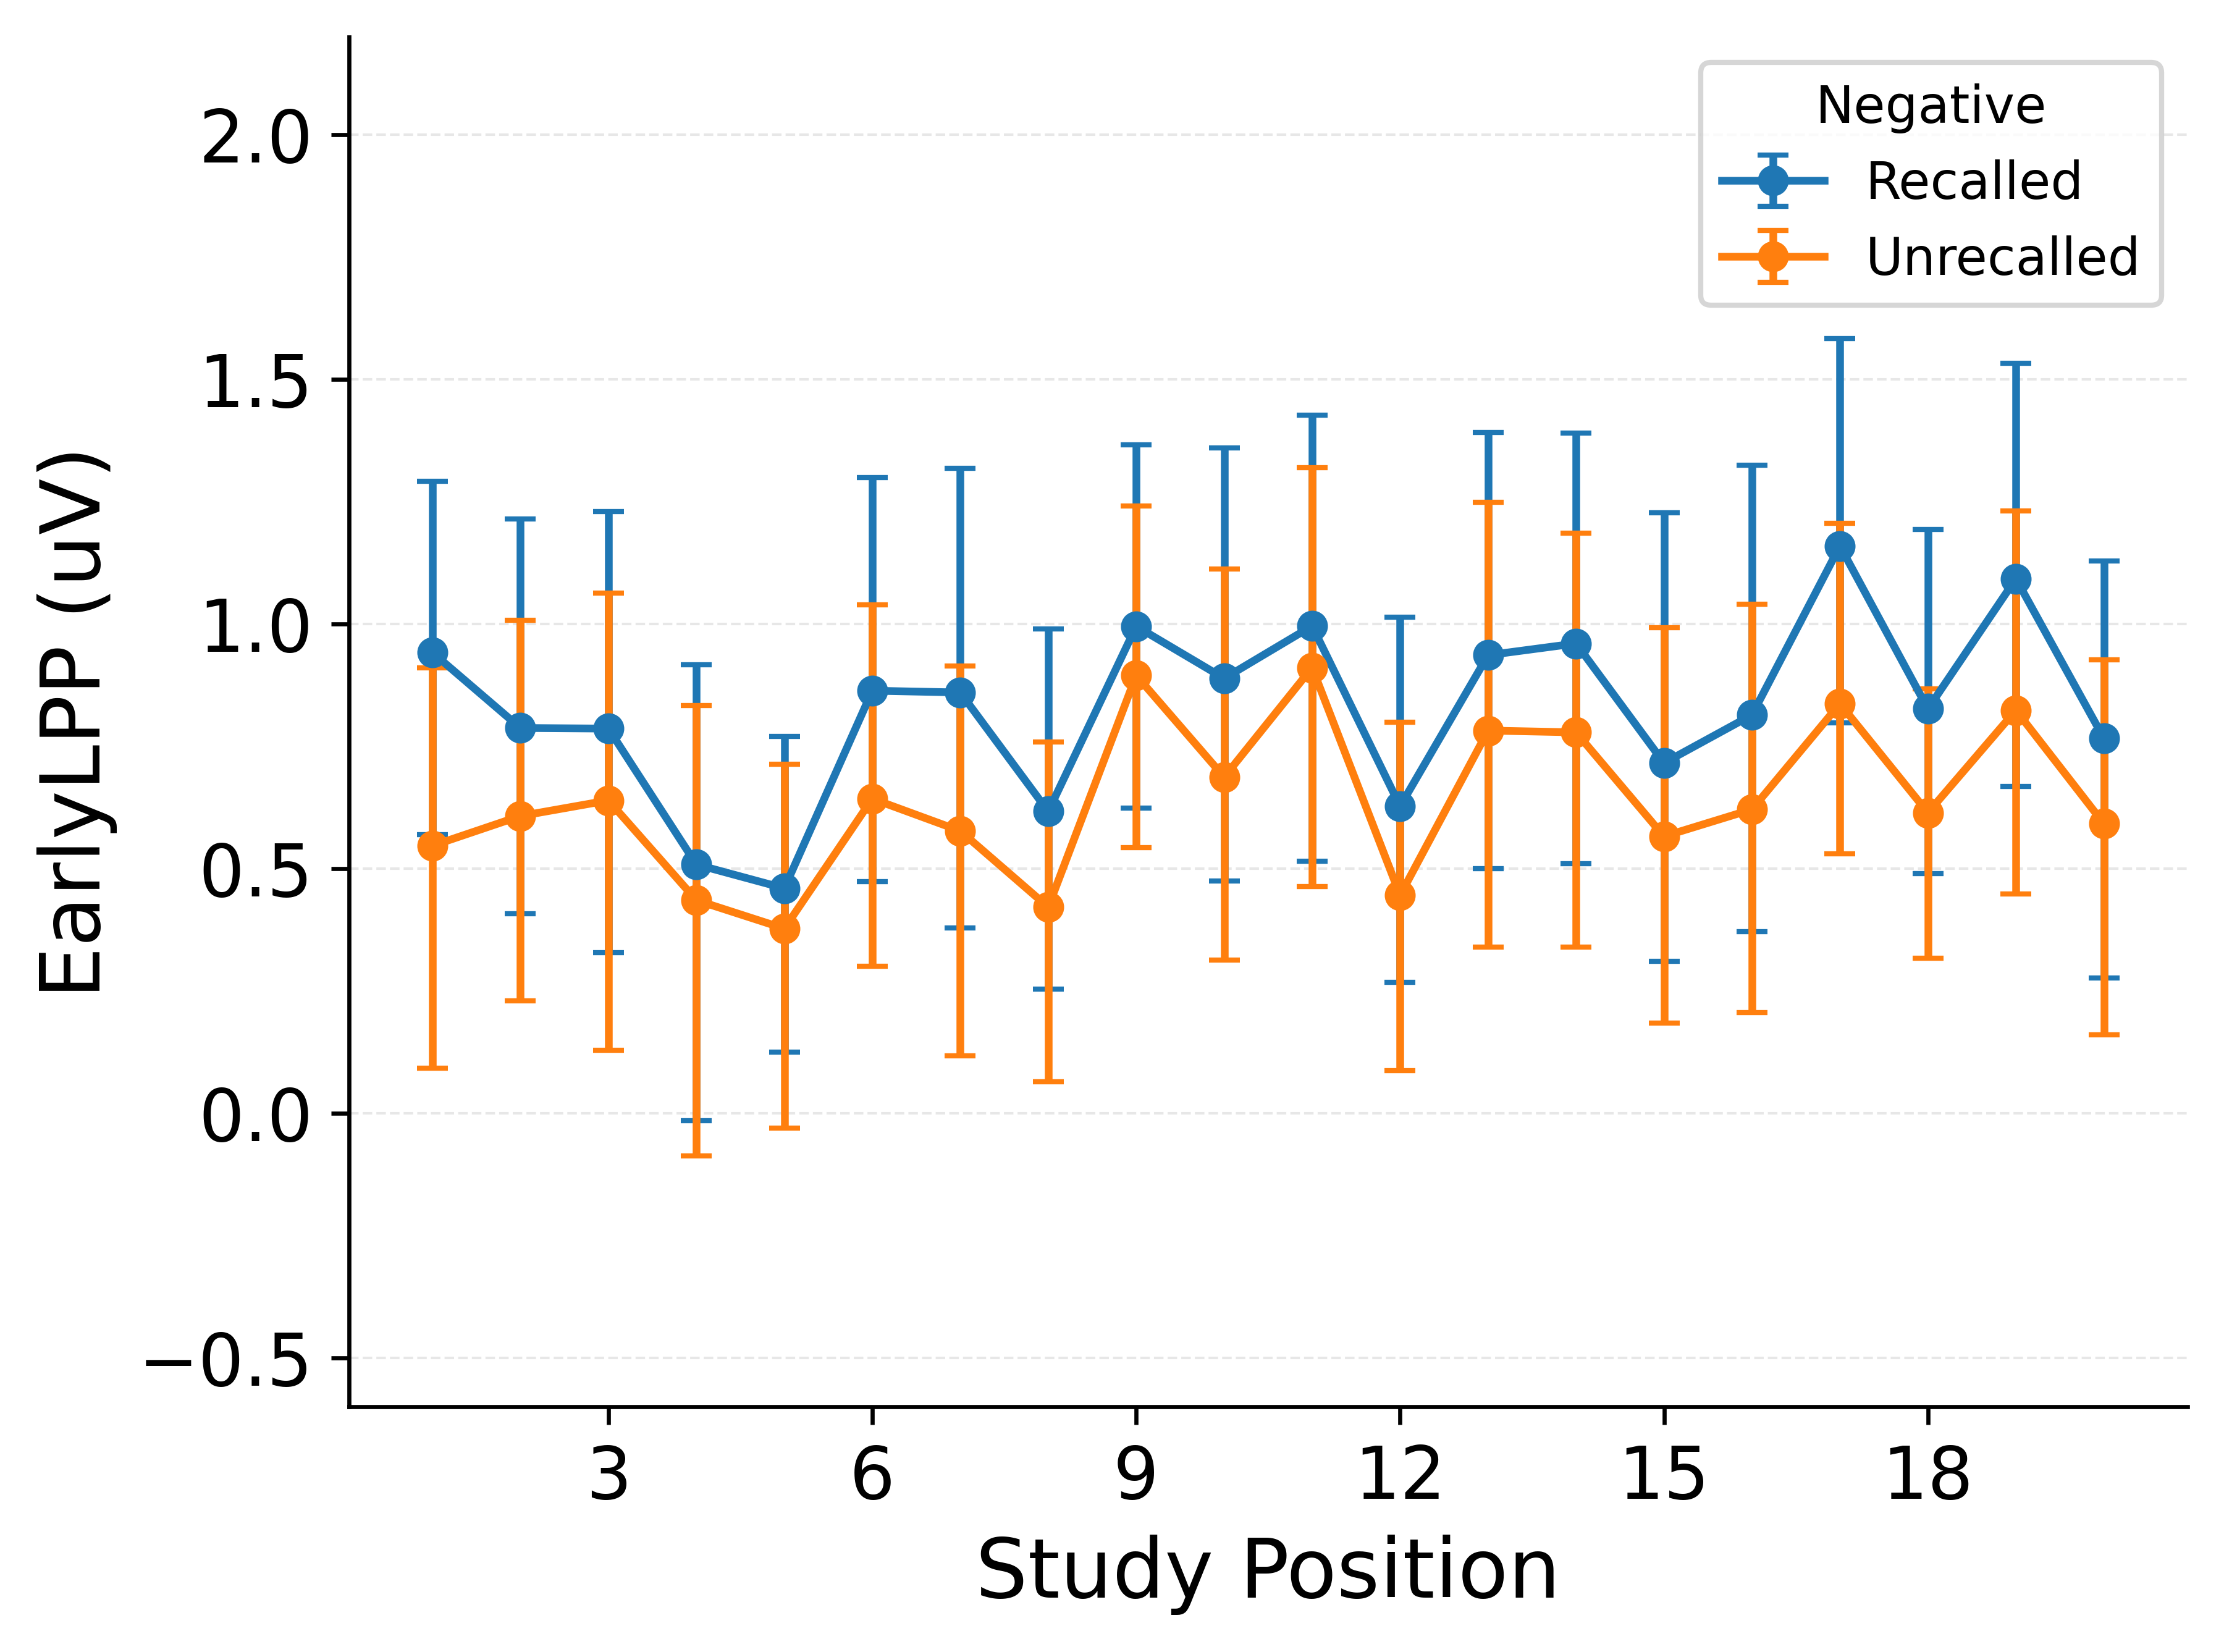 Negative
Recalled
Unrecalled
2.0
1.5
1.0
0.5
0.0
−0.5
EarlyLPP (uV)
3 6 9 12 15 18
Study Position